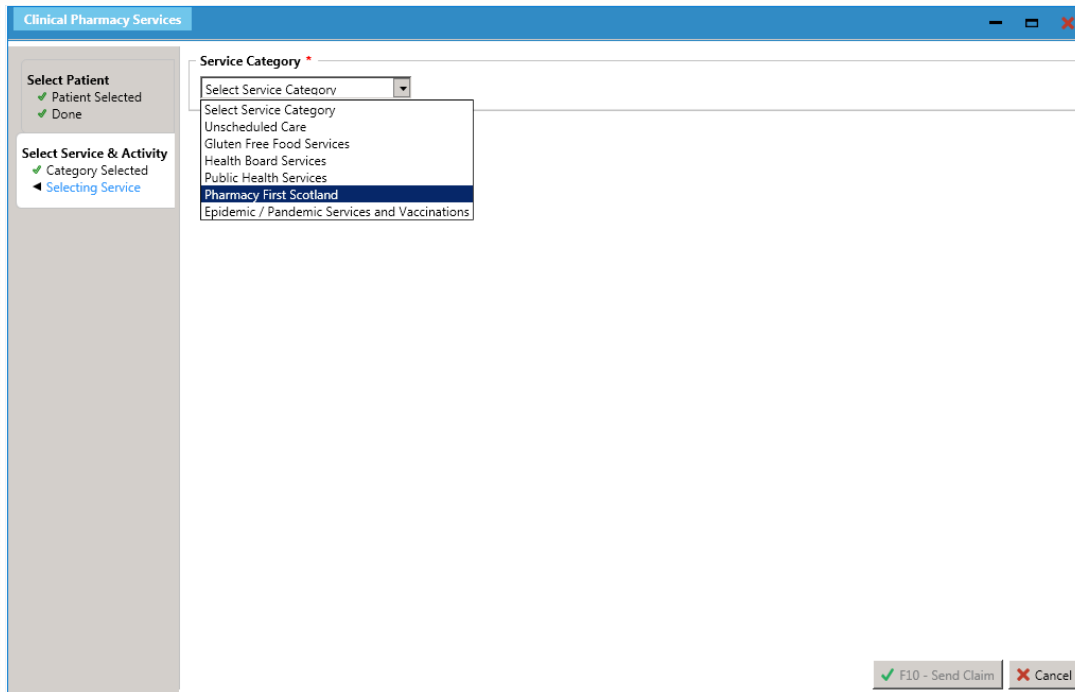 Clinical Pharmacy Services
Select Patient
Patient Selected
Done
Select Service & Activity
Category Selected
Selecting Service
Service Category *
Select Service Category
Select Service Category
Unscheduled Care
Gluten Free Food Services
Health Board Services
Public Health Services
Pharmacy First Scotland
Epidemic / Pandemic Services and Vaccinations
F10 - Send Claim
Cancel